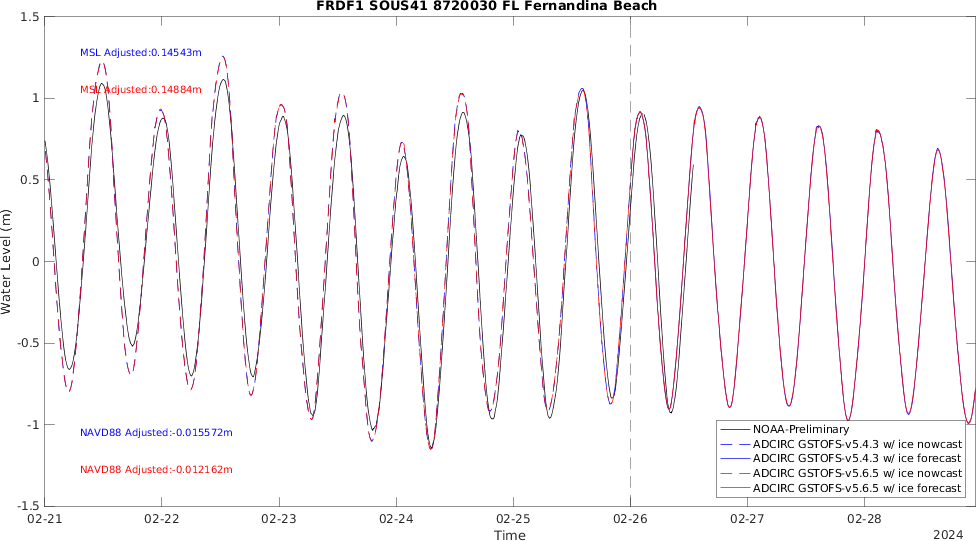 FRDF1 SOUS41 8720030 FL Fernandina Beach
1.5
MSL Adjusted:0.14543m
MSL Adjusted:0.14884m
1
0.5
Water Level (m)
0
-0.5
-1
NAVD88 Adjusted:-0.015572m
NAVD88 Adjusted:-0.012162m
NOAA-Preliminary
ADCIRC GSTOFS-v5.4.3 w/ ice nowcast
ADCIRC GSTOFS-v5.4.3 w/ ice forecast
ADCIRC GSTOFS-v5.6.5 w/ ice nowcast
ADCIRC GSTOFS-v5.6.5 w/ ice forecast
-1.5
02-21 02-22 02-23 02-24 02-25 02-26 02-27 02-28
Time
2024